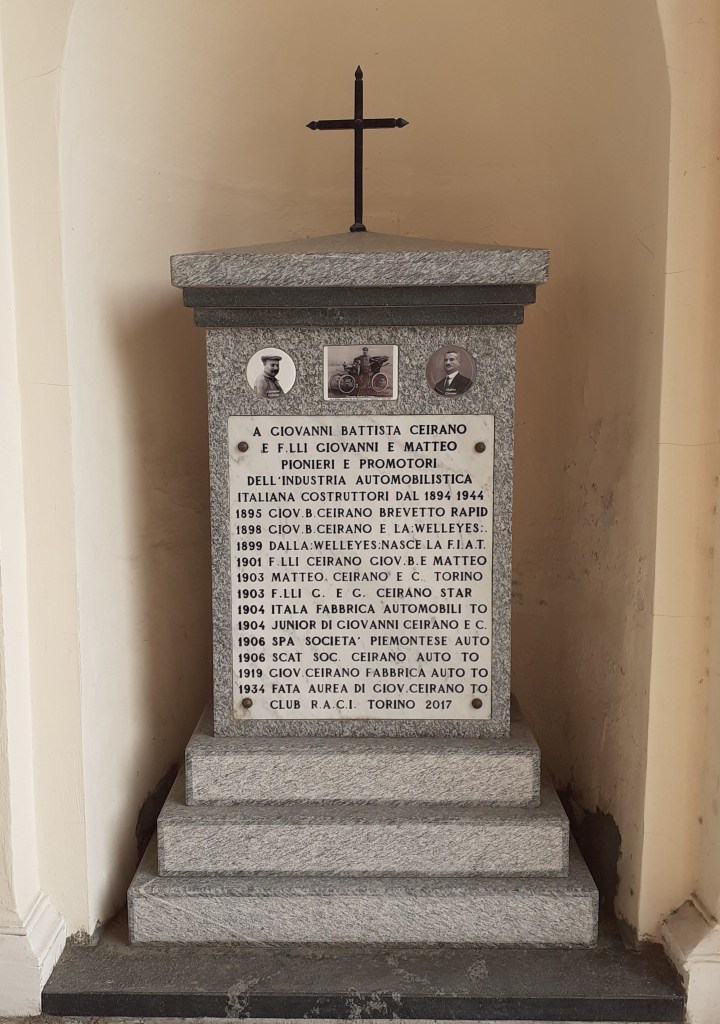 A GIOVANNI BATTISTA CEIRANO
E F.LLI GIOVANNI E MATTEO
PIONIERI E PROMOTORI
DELL'INDUSTRIA AUTOMOBILISTICA
ITALIANA COSTRUTTORI DAL 1894 1944
1895 GIOV.B.CEIRANO BREVETTO RAPID
1898 GIOV.B.CEIRANO E LA:WELLEYES:.
1899 DALLA:WELLEYES:NASCE LA F.I.A.T.
1901 F.LLI CEIRANO GIOV.B.E MATTEO
1903 MATTEO. CEIRANO E C. TORINO
1903 F.LLI G. E G. CEIRANO STAR
1904 ITALA FABBRICA AUTOMOBILI TO
1904 JUNIOR DI GIOVANNI CEIRANO E C.
1906 SPA SOCIETA' PIEMONTESE AUTO
1906 SCAT SOC. CEIRANO AUTO TO
1919 GIOV.CEIRANO FABBRICA AUTO TO
1934 FATA AUREA DI GIOV.CEIRANO TO
CLUB R.A.C.I. TORINO 2017